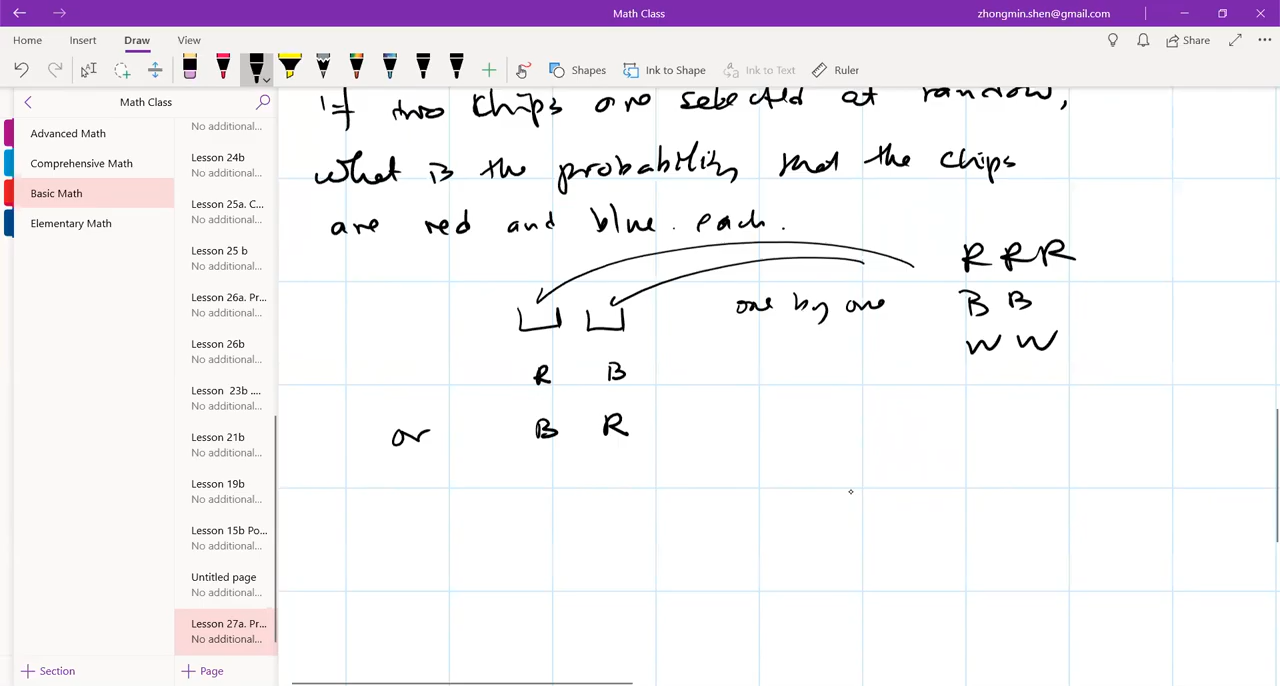 Math Class
zhongmin.shen@gmail.com
Home
Insert
Draw
View
Share
Shapes
Ink to Shape
Ink to Text
Ruler
Math Class
Advanced Math
Comprehensive Math
Basic Math
Elementary Math
No additional...
Lesson 24b
No additional...
Lesson 25a. C...
No additional...
Lesson 25 b
No additional...
Lesson 26a. Pr...
No additional...
Lesson 26b
No additional...
Lesson 23b ....
No additional...
Lesson 21b
No additional...
Lesson 19b
No additional...
Lesson 15b Po...
No additional...
Untitled page
No additional...
Lesson 27a. Pr...
No additional...
Section
Page
If two chips are selected at random,
what is the probability that the chips
are red and blue each.
R R R
one by one
B B
W W
R B
or B R